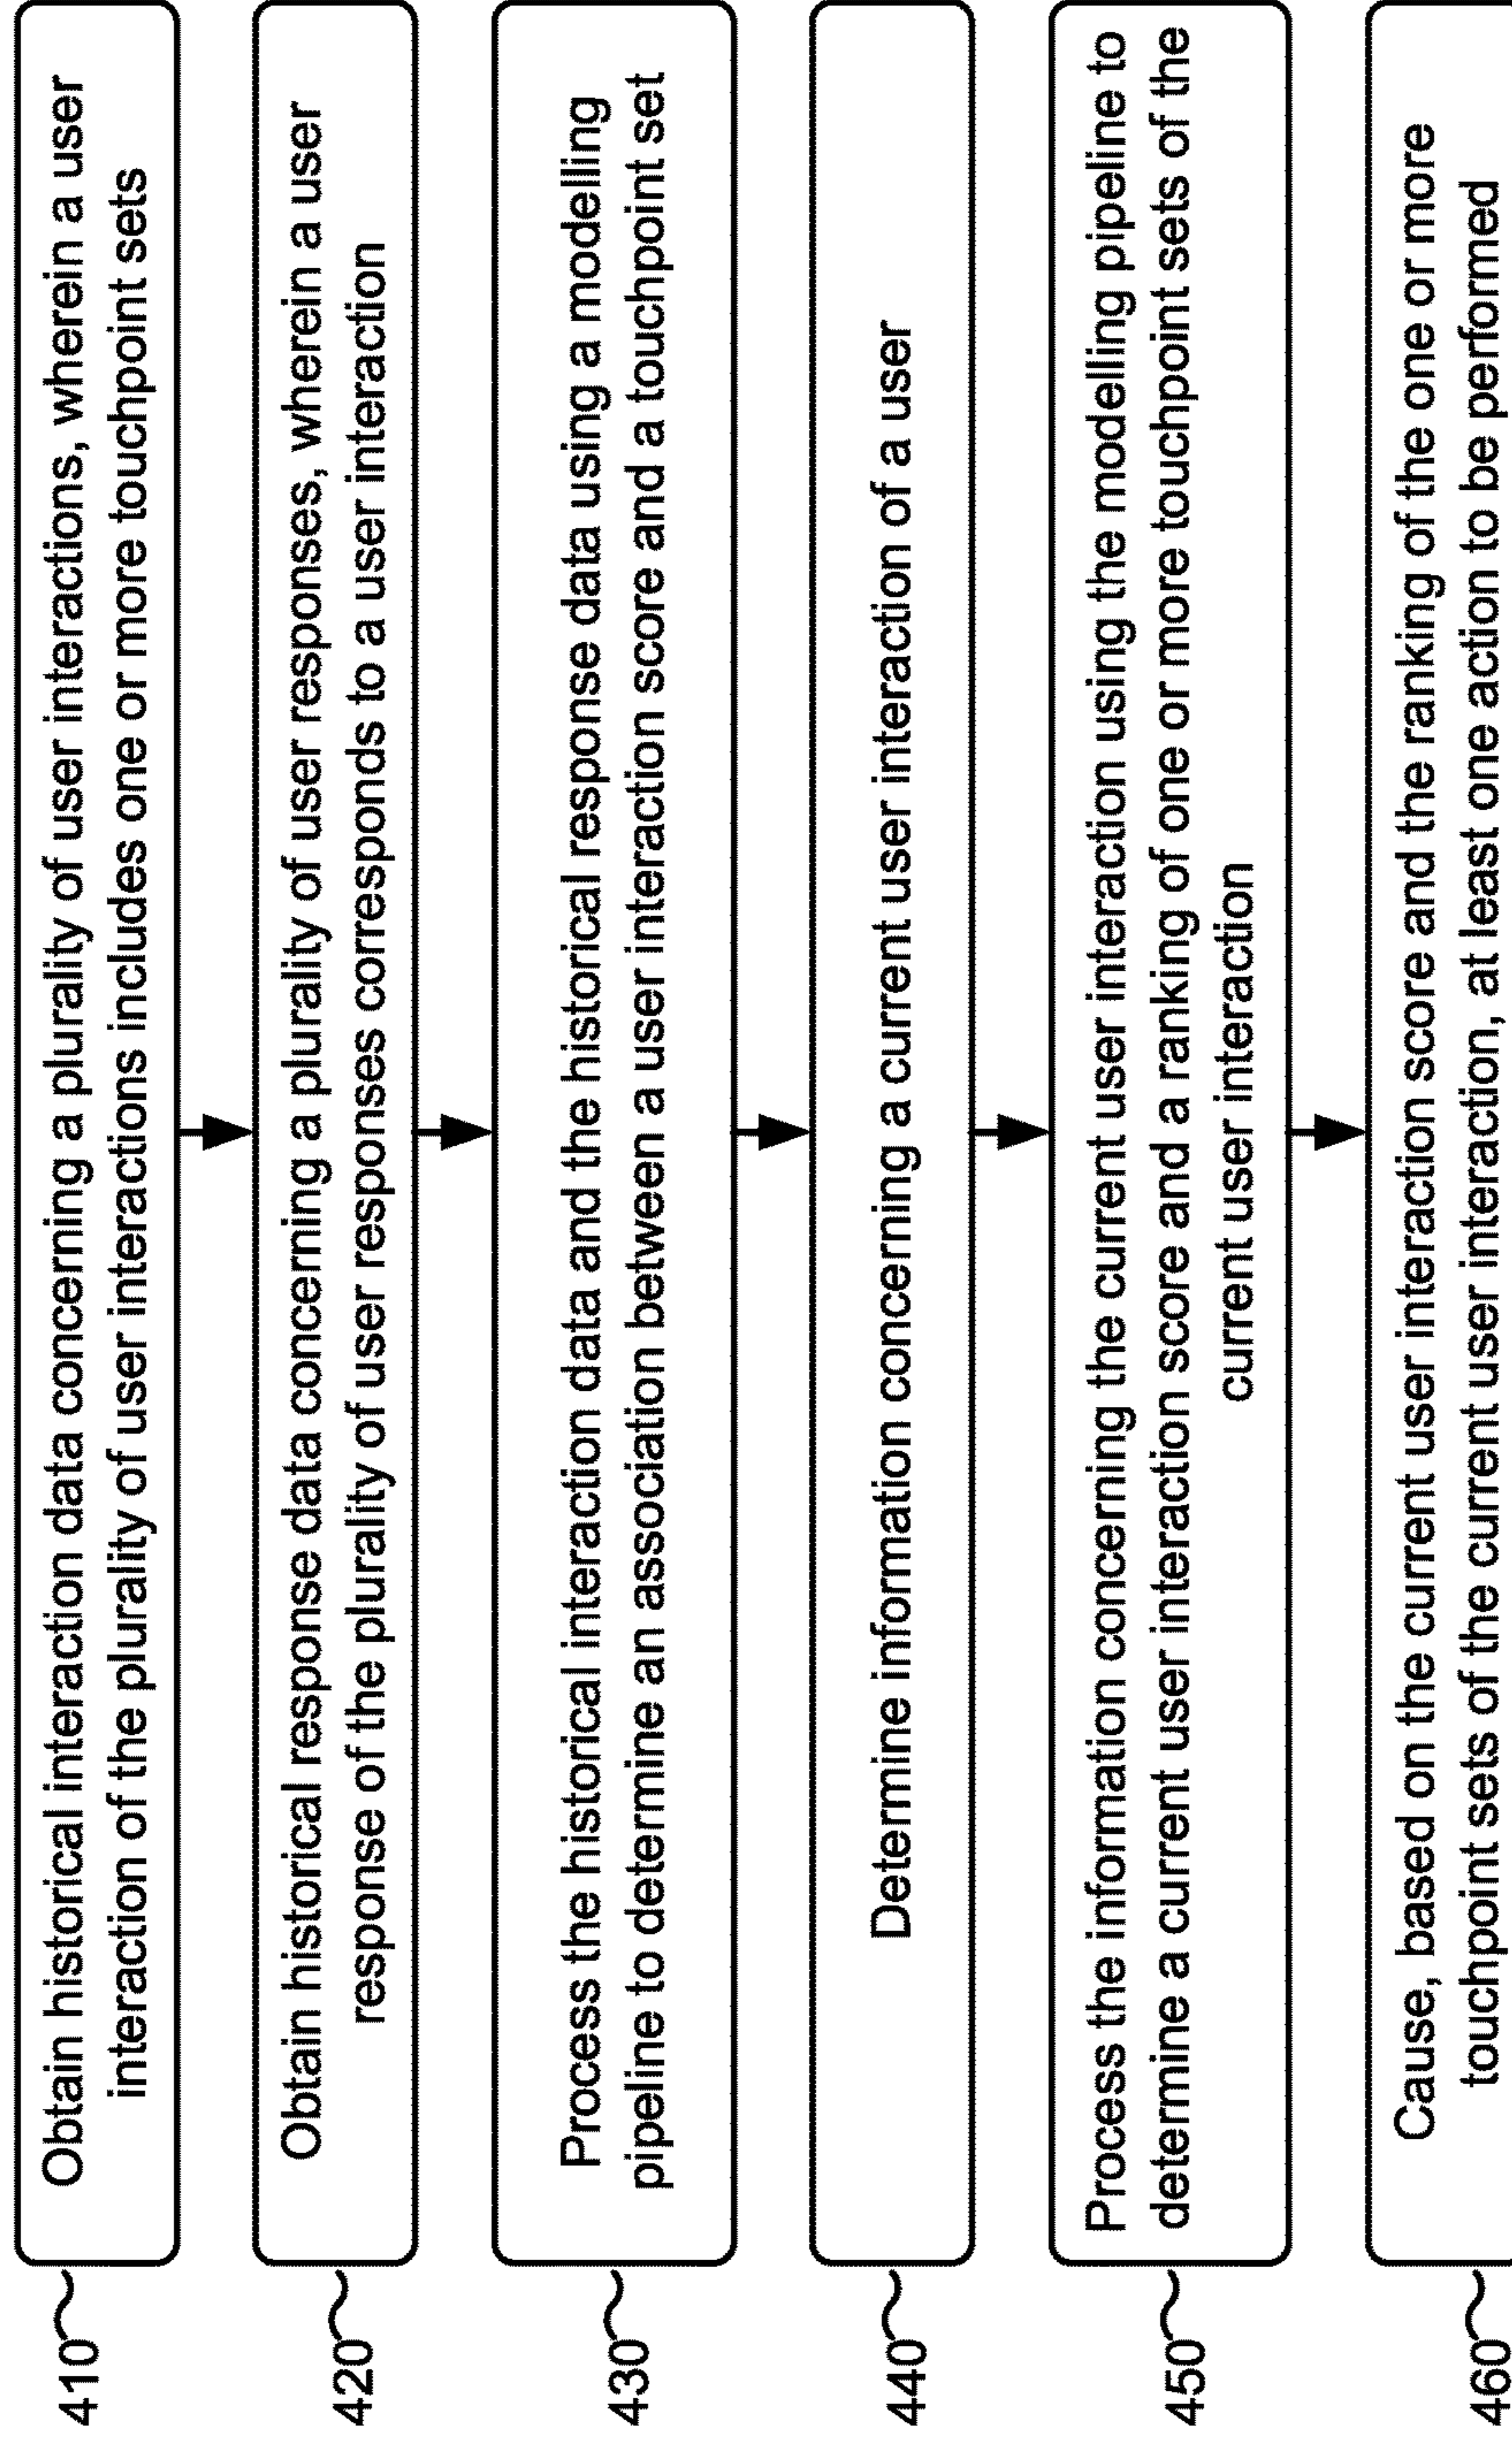 410
Obtain historical interaction data concerning a plurality of user interactions, wherein a user
interaction of the plurality of user interactions includes one or more touchpoint sets
420
Obtain historical response data concerning a plurality of user responses, wherein a user
response of the plurality of user responses corresponds to a user interaction
430
Process the historical interaction data and the historical response data using a modelling
pipeline to determine an association between a user interaction score and a touchpoint set
440
Determine information concerning a current user interaction of a user
450
Process the information concerning the current user interaction using the modelling pipeline to
determine a current user interaction score and a ranking of one or more touchpoint sets of the
current user interaction
460
Cause, based on the current user interaction score and the ranking of the one or more
touchpoint sets of the current user interaction, at least one action to be performed